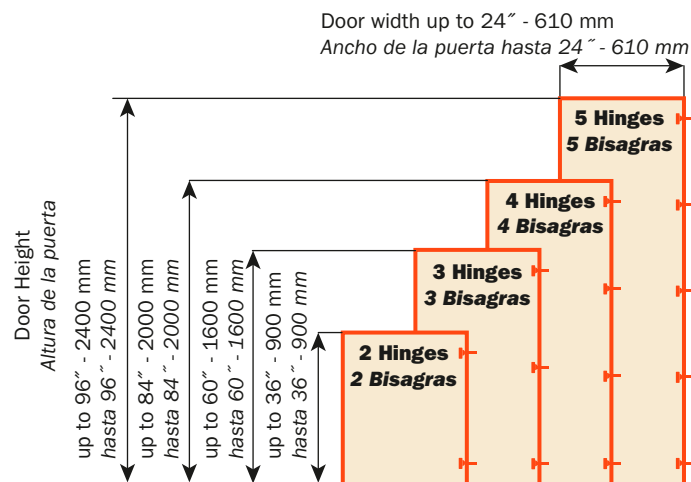 Door width up to 24″ - 610 mm
Ancho de la puerta hasta 24 ″ - 610 mm
5 Hinges
5 Bisagras
4 Hinges
4 Bisagras
3 Hinges
3 Bisagras
2 Hinges
2 Bisagras
Door Height
Altura de la puerta
up to 96″ - 2400 mm
hasta 96 ″ - 2400 mm
up to 84″ - 2000 mm
hasta 84 ″ - 2000 mm
up to 60″ - 1600 mm
hasta 60 ″ - 1600 mm
up to 36″ - 900 mm
hasta 36 ″ - 900 mm